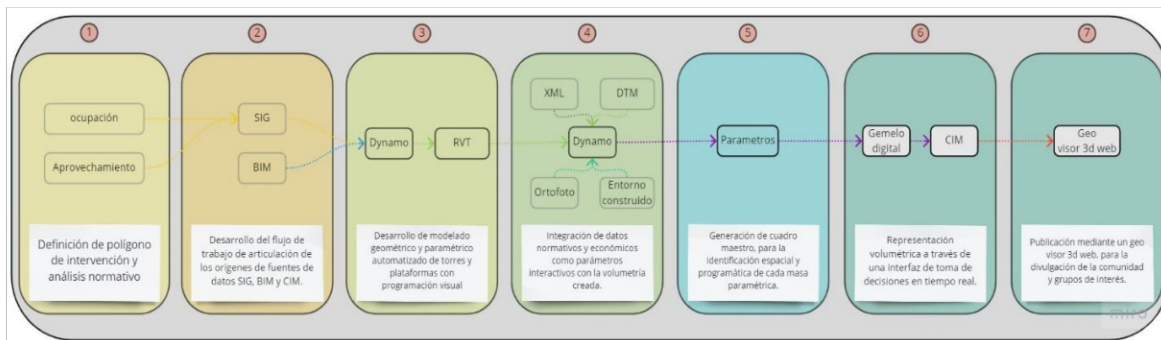 1
2
3
4
5
6
7
ocupación
Aprovechamiento
SIG
BIM
Dynamo
RVT
XML
DTM
Dynamo
Ortofoto
Entorno
construido
Parametros
Gemelo
digital
CIM
Geo
visor 3d web
Definición de polígono
de intervención y
análisis normativo
Desarrollo del flujo de
trabajo de articulación de
los origenes de fuentes de
datos SIG, BIM y CIM.
Desarrollo de modelado
geométrico y paramétrico
automatizado de torres y
plataformas con
programación visual
Integración de datos
normativos y económicos
como parámetros
interactivos con la volumetría
creada.
Generación de cuadro
maestro, para la
identificación espacial y
programática de cada masa
paramétrica.
Representación
volumétrica a través de
una interfaz de toma de
decisiones en tiempo real.
Publicación mediante un geo
visor 3d web, para la
divulgación de la comunidad
y grupos de interés.
miro